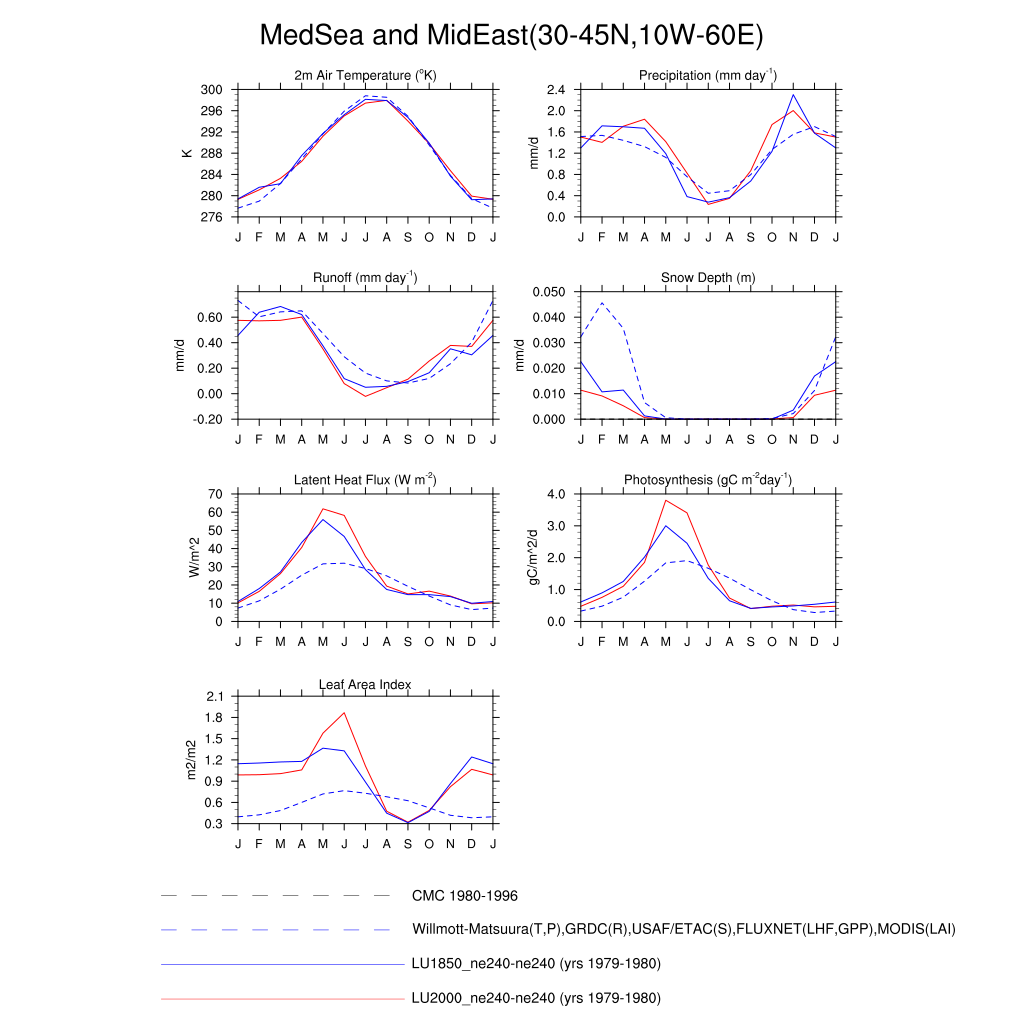 MedSea and MidEast(30-45N,10W-60E)
2m Air Temperature (°K)
K
300
296
292
288
284
280
276
J F M A M J J A S O N D J
Precipitation (mm day-1)
mm/d
2.4
2.0
1.6
1.2
0.8
0.4
0.0
J F M A M J J A S O N D J
Runoff (mm day-1)
mm/d
0.60
0.40
0.20
0.00
-0.20
J F M A M J J A S O N D J
Snow Depth (m)
mm/d
0.050
0.040
0.030
0.020
0.010
0.000
J F M A M J J A S O N D J
Latent Heat Flux (W m-2)
W/m^2
70
60
50
40
30
20
10
0
J F M A M J J A S O N D J
Photosynthesis (gC m-2day-1)
gC/m^2/d
4.0
3.0
2.0
1.0
0.0
J F M A M J J A S O N D J
Leaf Area Index
m2/m2
2.1
1.8
1.5
1.2
0.9
0.6
0.3
J F M A M J J A S O N D J
CMC 1980-1996
Willmott-Matsuura(T,P),GRDC(R),USAF/ETAC(S),FLUXNET(LHF,GPP),MODIS(LAI)
LU1850_ne240-ne240 (yrs 1979-1980)
LU2000_ne240-ne240 (yrs 1979-1980)